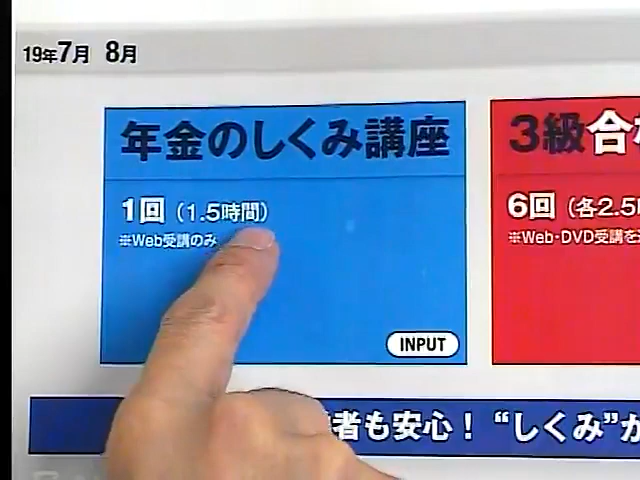 19年7月 8月
年金のしくみ講座
1回（1.5時間）
※Web受講のみ
INPUT
3級合
6回（各2.5
※Web・DVD受講を
者も安心！“しくみ”が